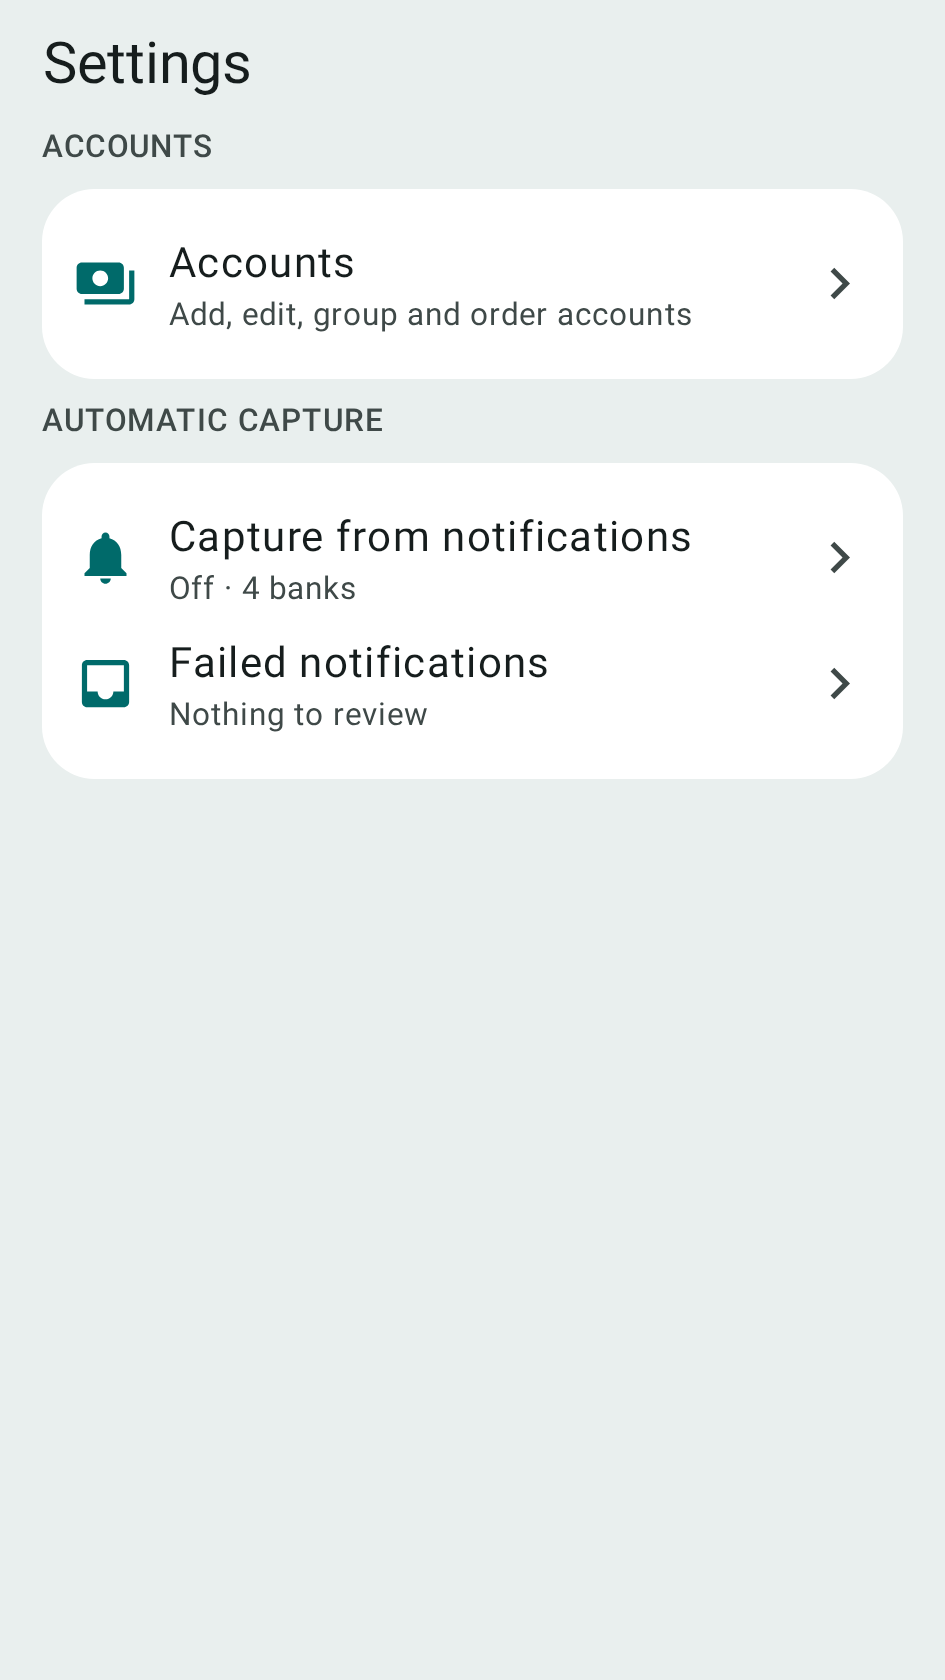 Settings
ACCOUNTS
Accounts
Add, edit, group and order accounts
AUTOMATIC CAPTURE
Capture from notifications
Off · 4 banks
Failed notifications
Nothing to review